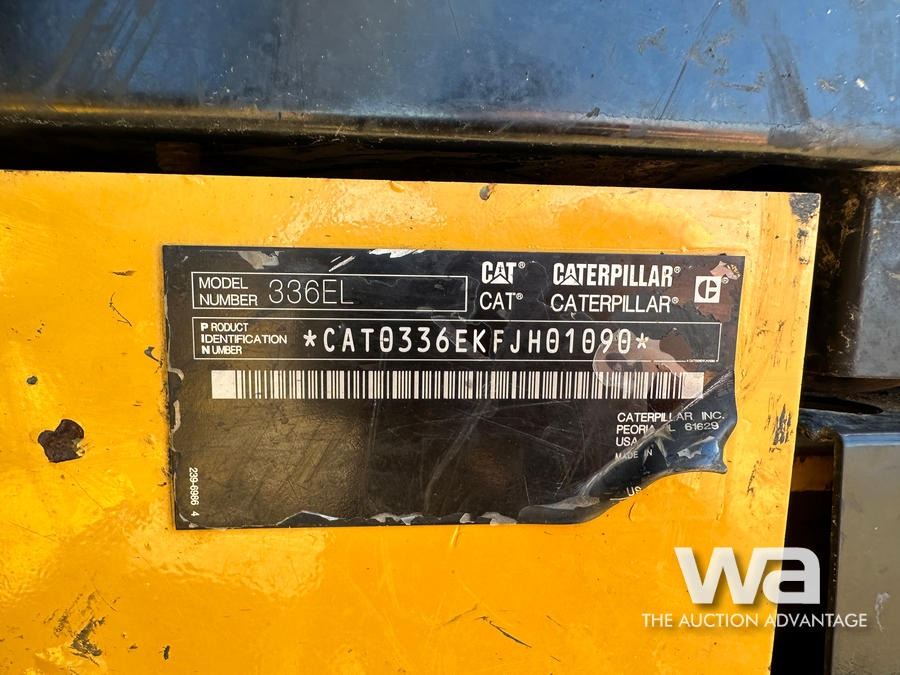 MODEL NUMBER 336EL
CAT® CATERPILLAR®
CAT® CATERPILLAR® C
PRODUCT IDENTIFICATION NUMBER *CAT0336EKFJH01090*
CATERPILLAR INC.
PEORIA, IL 61629
USA
MADE IN
US
239-6986 4
wa
THE AUCTION ADVANTAGE